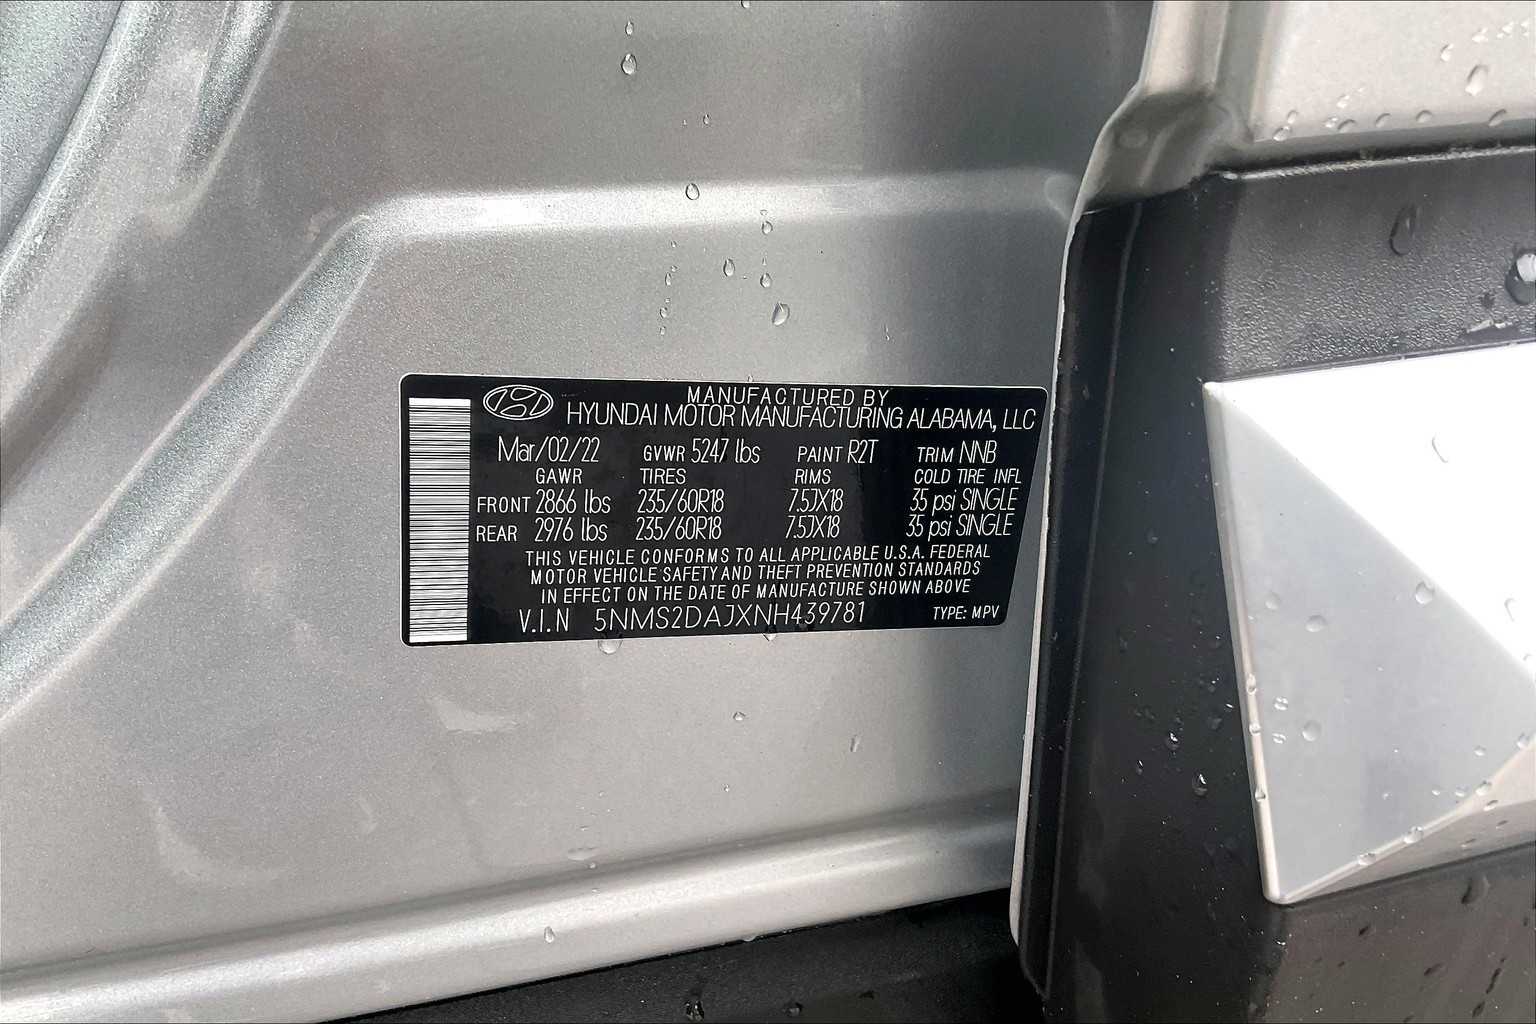 MANUFACTURED BY
HYUNDAI MOTOR MANUFACTURING ALABAMA, LLC
Mar/02/22 GVWR 5247 lbs PAINT R2T TRIM NNB
GAWR TIRES RIMS COLD TIRE INFL
FRONT 2866 lbs 235/60R18 7.5JX18 35 psi SINGLE
REAR 2976 lbs 235/60R18 7.5JX18 35 psi SINGLE
THIS VEHICLE CONFORMS TO ALL APPLICABLE U.S.A. FEDERAL
MOTOR VEHICLE SAFETY AND THEFT PREVENTION STANDARDS
IN EFFECT ON THE DATE OF MANUFACTURE SHOWN ABOVE
V.I.N 5NMS2DAJXNH439781 TYPE: MPV